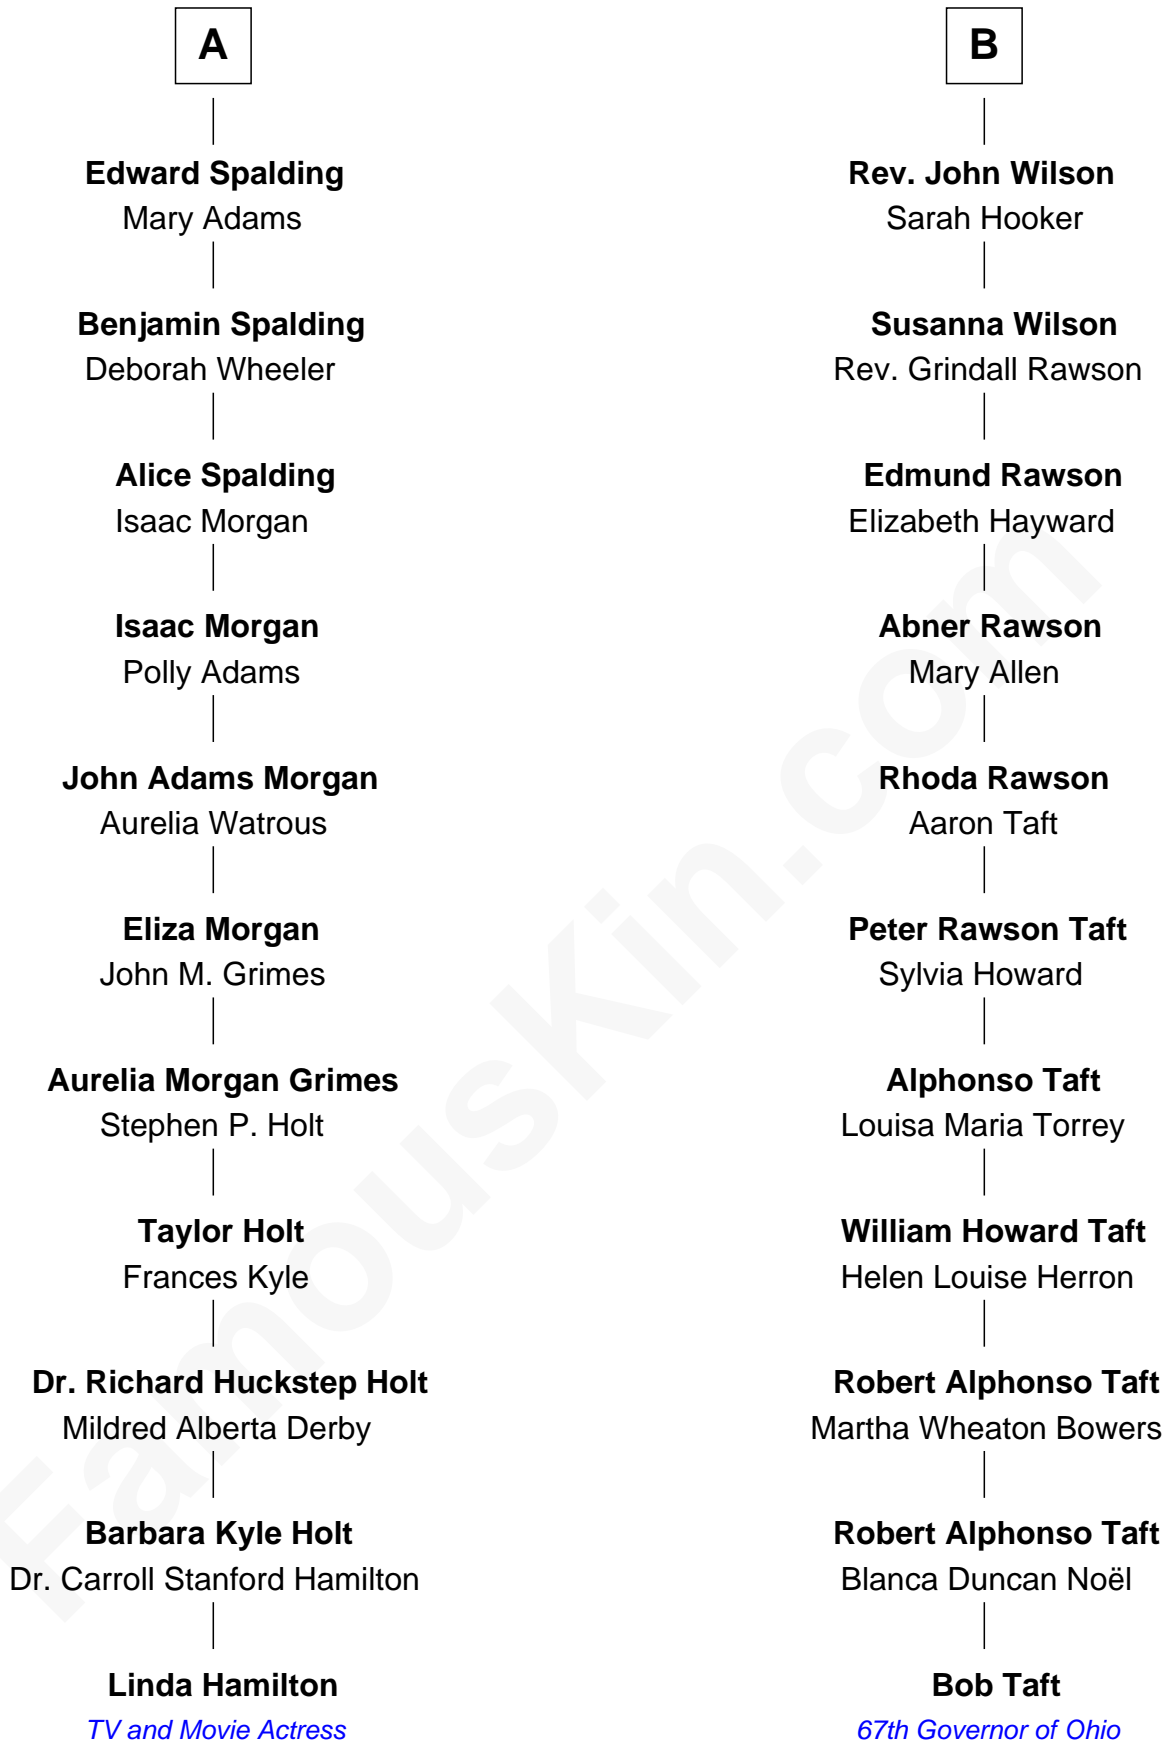 A
Edward Spalding
Mary Adams
Benjamin Spalding
Deborah Wheeler
Alice Spalding
Isaac Morgan
Isaac Morgan
Polly Adams
John Adams Morgan
Aurelia Watrous
Eliza Morgan
John M. Grimes
Aurelia Morgan Grimes
Stephen P. Holt
Taylor Holt
Frances Kyle
Dr. Richard Huckstep Holt
Mildred Alberta Derby
Barbara Kyle Holt
Dr. Carroll Stanford Hamilton
Linda Hamilton
TV and Movie Actress
B
Rev. John Wilson
Sarah Hooker
Susanna Wilson
Rev. Grindall Rawson
Edmund Rawson
Elizabeth Hayward
Abner Rawson
Mary Allen
Rhoda Rawson
Aaron Taft
Peter Rawson Taft
Sylvia Howard
Alphonso Taft
Louisa Maria Torrey
William Howard Taft
Helen Louise Herron
Robert Alphonso Taft
Martha Wheaton Bowers
Robert Alphonso Taft
Blanca Duncan Noël
Bob Taft
67th Governor of Ohio
FamousKin.com